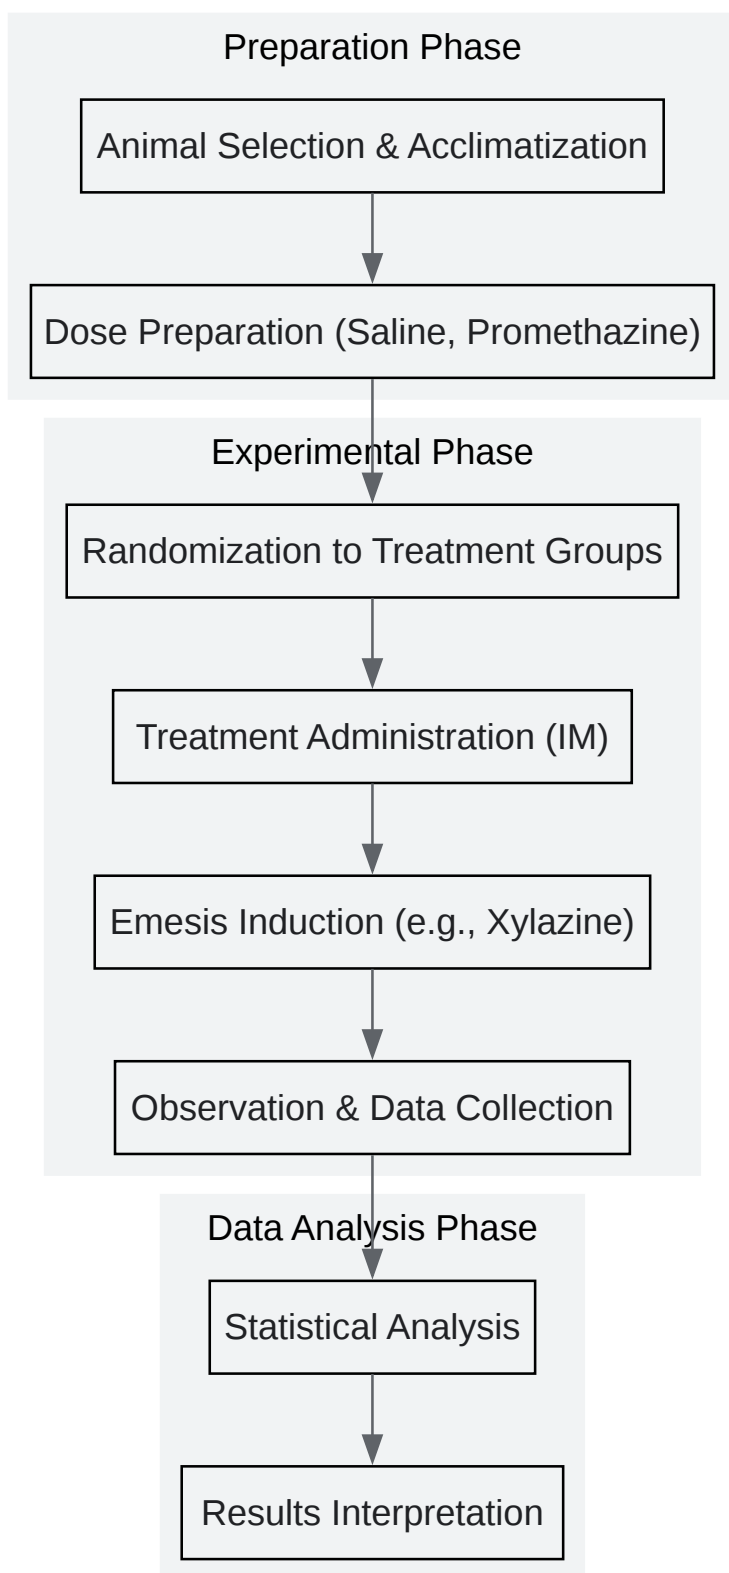 Preparation Phase
Animal Selection & Acclimatization
Dose Preparation (Saline, Promethazine)
Experimental Phase
Randomization to Treatment Groups
Treatment Administration (IM)
Emesis Induction (e.g., Xylazine)
Observation & Data Collection
Data Analysis Phase
Statistical Analysis
Results Interpretation